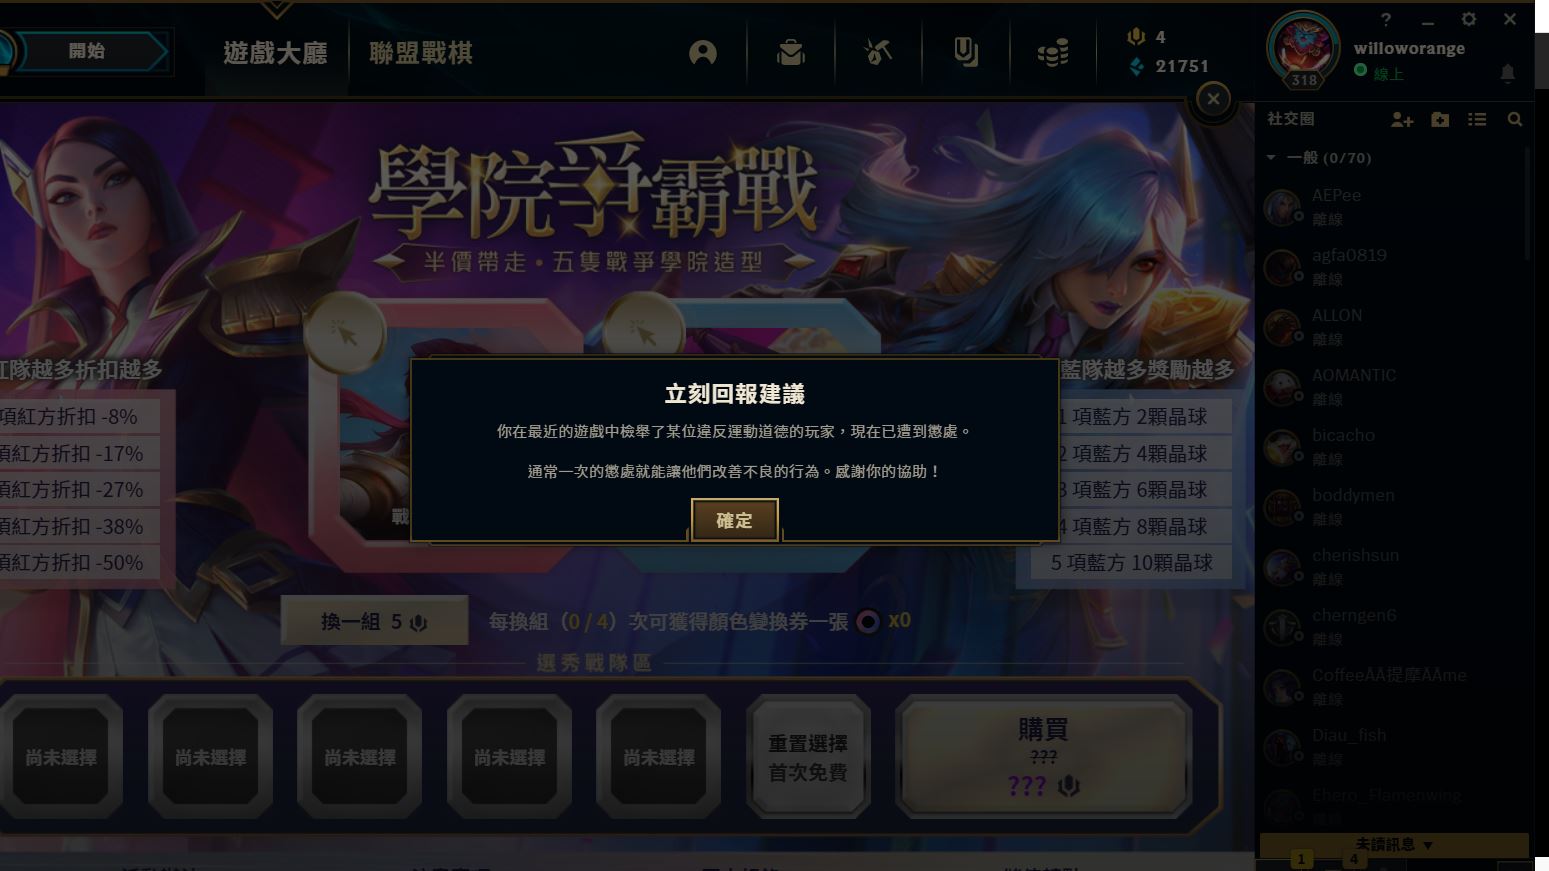 開始
遊戲大廳
聯盟戰棋
4
21751
318
willoworange
線上
社交圈
一般 (0/70)
AEPee
離線
agfa0819
離線
ALLON
離線
AOMANTIC
離線
bicacho
離線
boddymen
離線
cherishsun
離線
cherngen6
離線
CoffeeÄÄ提摩ÄÄme
離線
Diau_fish
離線
Ehero_Flamenwing
離線
未讀訊息
1
4
學院爭霸戰
半價帶走・五隻戰爭學院造型
紅隊越多折扣越多
項紅方折扣 -8%
項紅方折扣 -17%
項紅方折扣 -27%
項紅方折扣 -38%
項紅方折扣 -50%
藍隊越多獎勵越多
1 項藍方 2顆晶球
2 項藍方 4顆晶球
3 項藍方 6顆晶球
4 項藍方 8顆晶球
5 項藍方 10顆晶球
戰
立刻回報建議
你在最近的遊戲中檢舉了某位違反運動道德的玩家，現在已遭到懲處。
通常一次的懲處就能讓他們改善不良的行為。感謝你的協助！
確定
換一組 5
每換組（0 / 4）次可獲得顏色變換券一張 x0
選秀戰隊區
尚未選擇
尚未選擇
尚未選擇
尚未選擇
尚未選擇
重置選擇
首次免費
購買
???
???